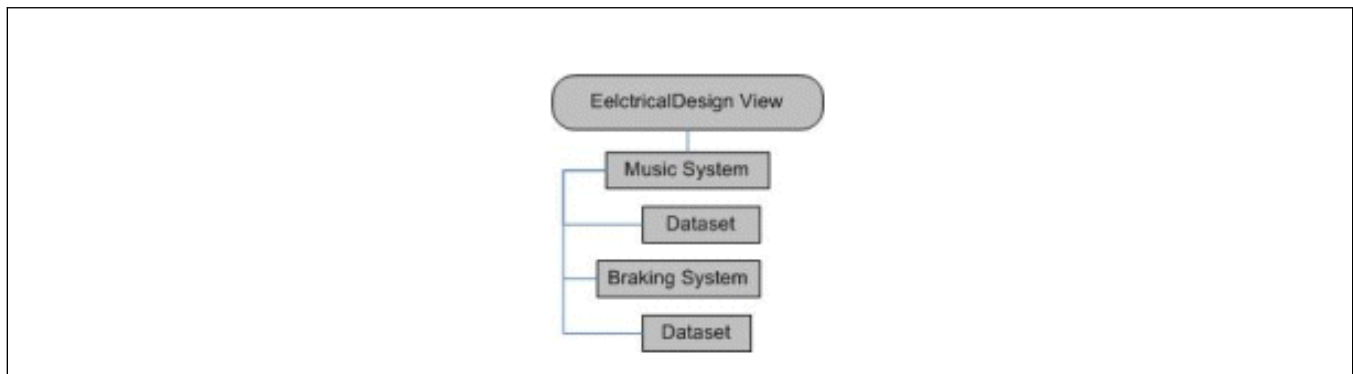 EelctricalDesign View
Music System
Dataset
Braking System
Dataset